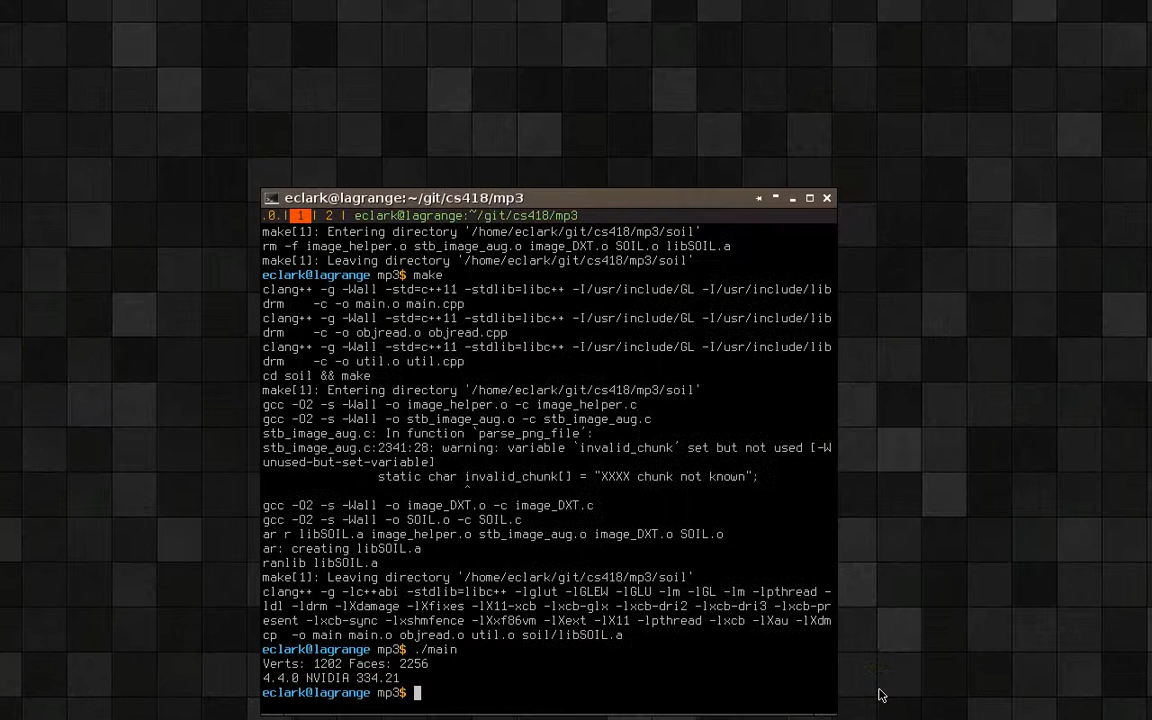 eclark@lagrange:~/git/cs418/mp3
.0.| 1 | 2 | eclark@lagrange:~/git/cs418/mp3
make[1]: Entering directory '/home/eclark/git/cs418/mp3/soil'
rm -f image_helper.o stb_image_aug.o image_DXT.o SOIL.o libSOIL.a
make[1]: Leaving directory '/home/eclark/git/cs418/mp3/soil'
eclark@lagrange mp3$ make
clang++ -g -Wall -std=c++11 -stdlib=libc++ -I/usr/include/GL -I/usr/include/lib
drm    -c -o main.o main.cpp
clang++ -g -Wall -std=c++11 -stdlib=libc++ -I/usr/include/GL -I/usr/include/lib
drm    -c -o objread.o objread.cpp
clang++ -g -Wall -std=c++11 -stdlib=libc++ -I/usr/include/GL -I/usr/include/lib
drm    -c -o util.o util.cpp
cd soil && make
make[1]: Entering directory '/home/eclark/git/cs418/mp3/soil'
gcc -O2 -s -Wall -o image_helper.o -c image_helper.c
gcc -O2 -s -Wall -o stb_image_aug.o -c stb_image_aug.c
stb_image_aug.c: In function `parse_png_file':
stb_image_aug.c:2341:28: warning: variable `invalid_chunk' set but not used [-W
unused-but-set-variable]
static char invalid_chunk[] = "XXXX chunk not known";
^
gcc -O2 -s -Wall -o image_DXT.o -c image_DXT.c
gcc -O2 -s -Wall -o SOIL.o -c SOIL.c
ar r libSOIL.a image_helper.o stb_image_aug.o image_DXT.o SOIL.o
ar: creating libSOIL.a
ranlib libSOIL.a
make[1]: Leaving directory '/home/eclark/git/cs418/mp3/soil'
clang++ -g -lc++abi -stdlib=libc++ -lglut -lGLEW -lGLU -lm -lGL -lm -lpthread -
ldl -ldrm -lXdamage -lXfixes -lX11-xcb -lxcb-glx -lxcb-dri2 -lxcb-dri3 -lxcb-pr
esent -lxcb-sync -lxshmfence -lXxf86vm -lXext -lX11 -lpthread -lxcb -lXau -lXdm
cp  -o main main.o objread.o util.o soil/libSOIL.a
eclark@lagrange mp3$ ./main
Verts: 1202 Faces: 2256
4.4.0 NVIDIA 334.21
eclark@lagrange mp3$